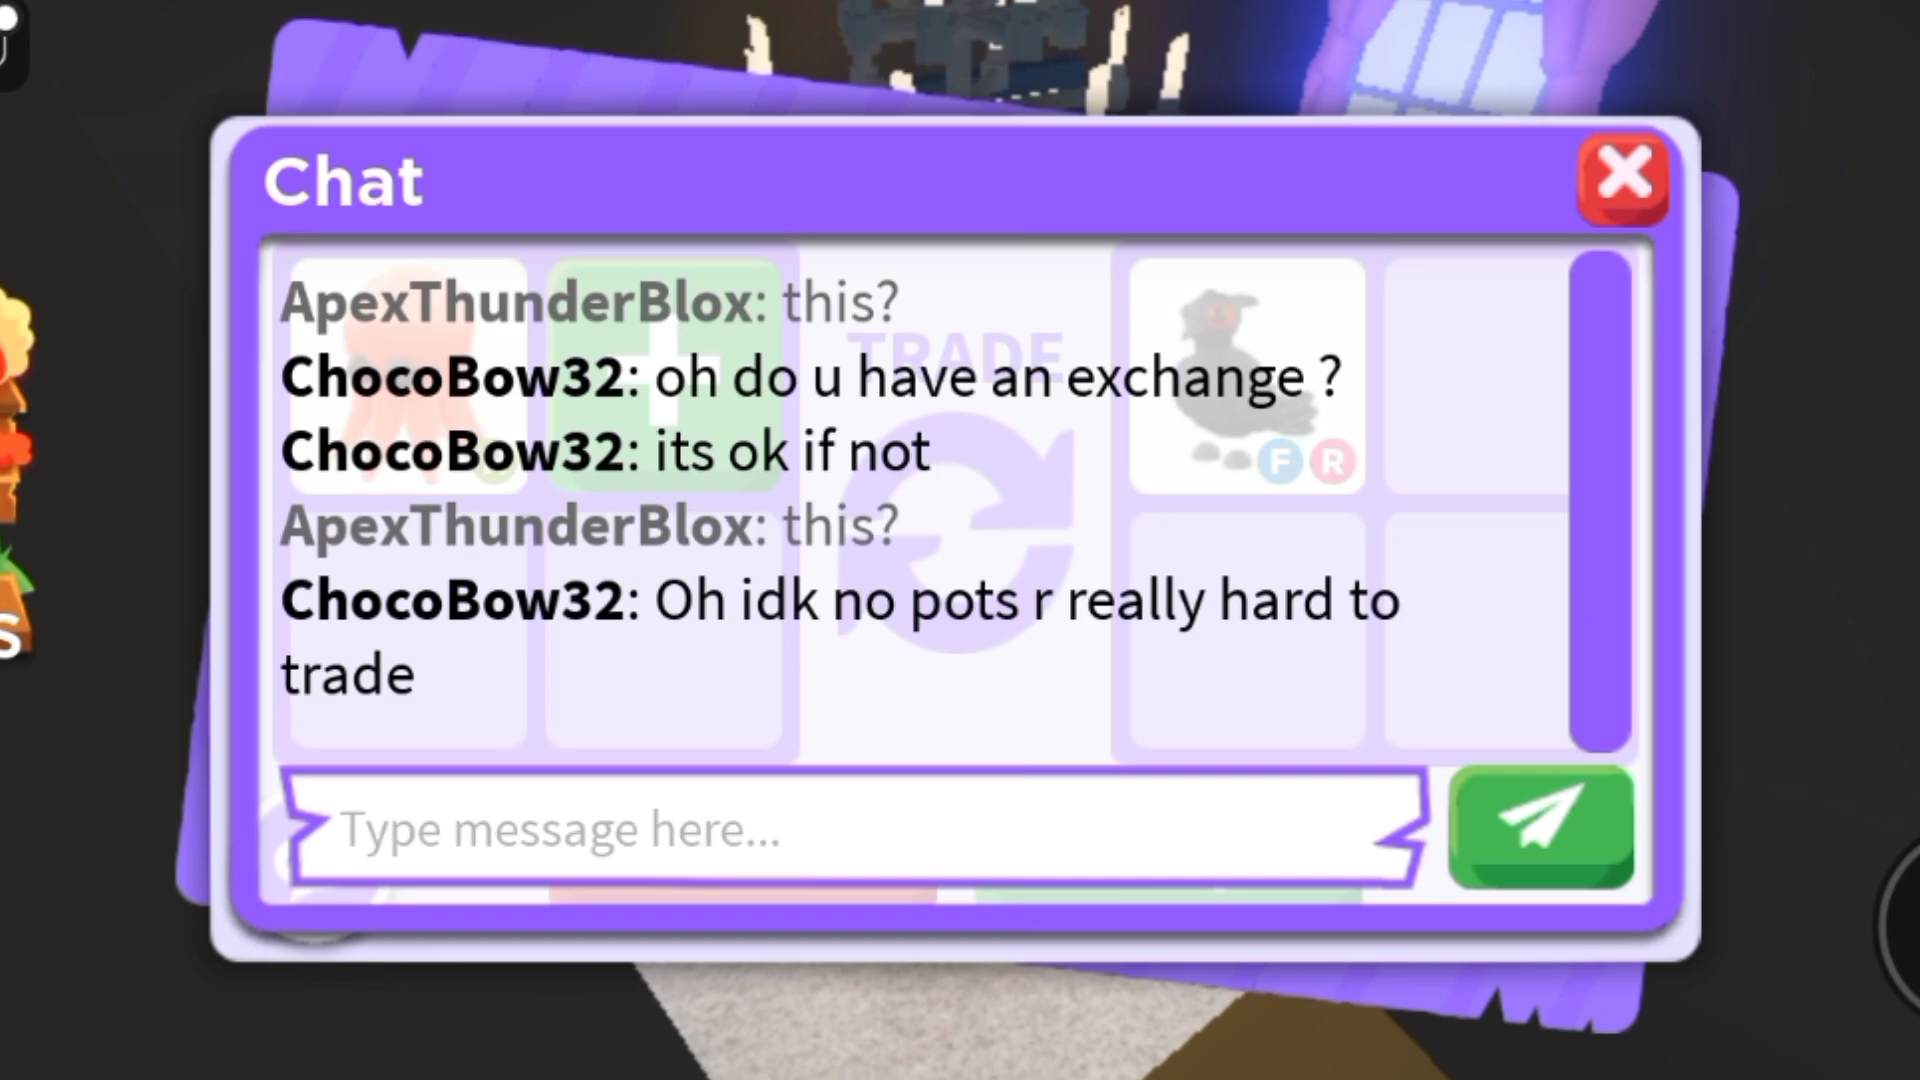 Chat
ApexThunderBlox: this?
TRADE
ChocoBow32: oh do u have an exchange ?
ChocoBow32: its ok if not
F R
ApexThunderBlox: this?
ChocoBow32: Oh idk no pots r really hard to
trade
S
Type message here...